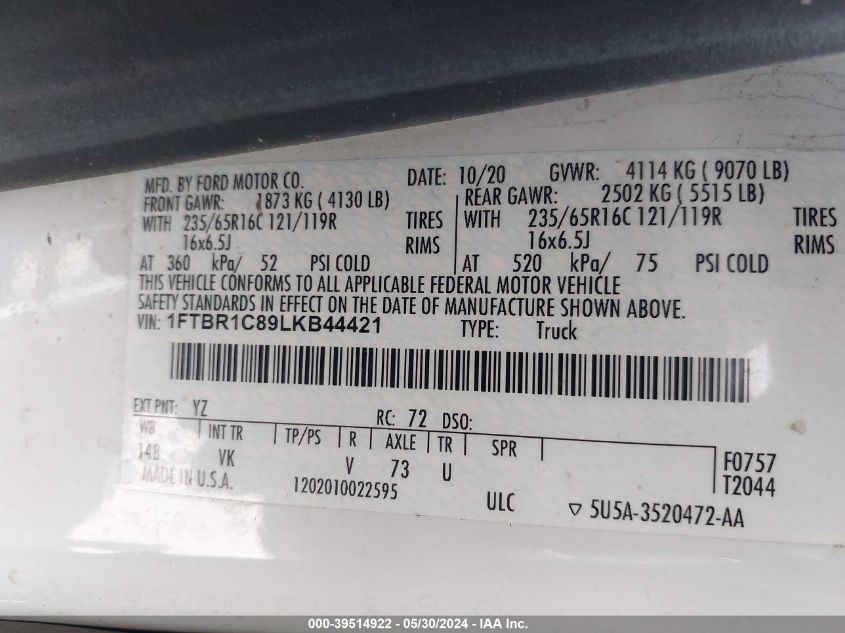 MFD. BY FORD MOTOR CO. DATE: 10/20 GVWR: 4114 KG ( 9070 LB)
FRONT GAWR: 1873 KG ( 4130 LB) REAR GAWR: 2502 KG ( 5515 LB)
WITH 235/65R16C 121/119R TIRES WITH 235/65R16C 121/119R TIRES
16x6.5J RIMS 16x6.5J RIMS
AT 360 kPa/ 52 PSI COLD AT 520 kPa/ 75 PSI COLD
THIS VEHICLE CONFORMS TO ALL APPLICABLE FEDERAL MOTOR VEHICLE
SAFETY STANDARDS IN EFFECT ON THE DATE OF MANUFACTURE SHOWN ABOVE.
VIN: 1FTBR1C89LKB44421 TYPE: Truck
EXT PNT: YZ RC: 72 DSO:
WB INT TR TP/PS R AXLE TR SPR
148 VK V 73 U F0757
MADE IN U.S.A. 1202010022595 ULC T2044
▽ 5U5A-3520472-AA
000-39514922 - 05/30/2024 - IAA Inc.